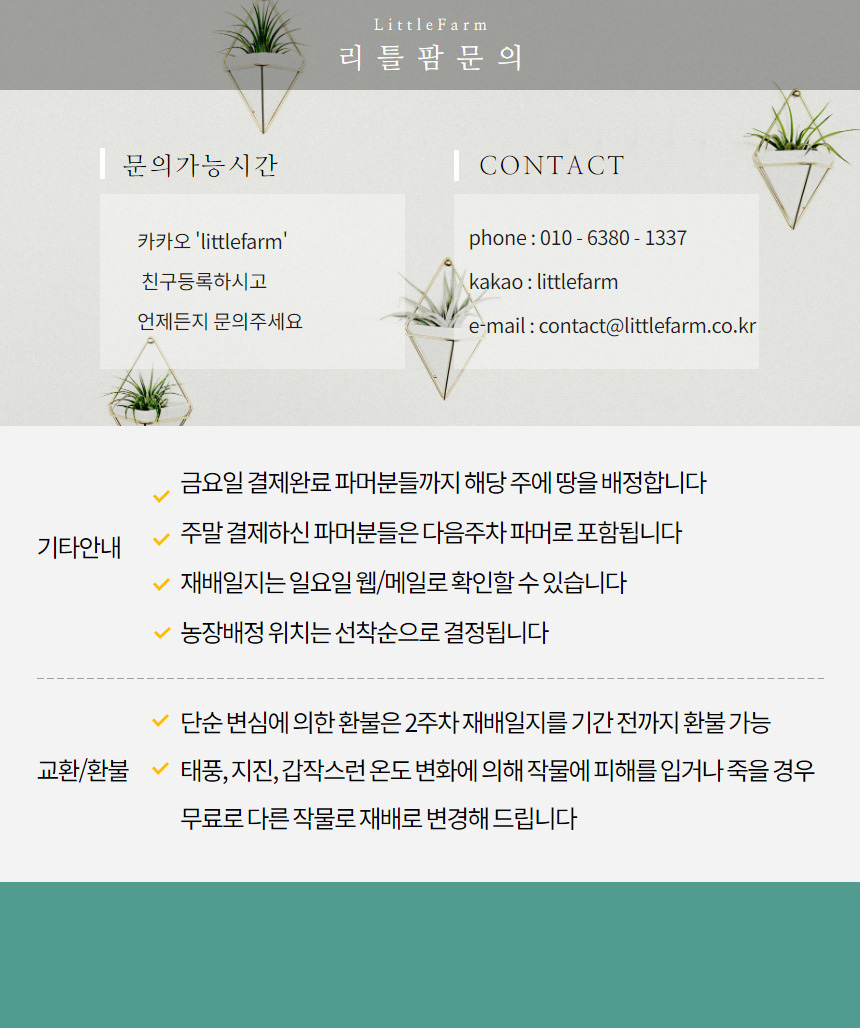 LittleFarm
리틀팜문의
문의가능시간
카카오 'littlefarm'
친구등록하시고
언제든지 문의주세요
CONTACT
phone : 010 - 6380 - 1337
kakao : littlefarm
e-mail : contact@littlefarm.co.kr
기타안내
금요일 결제완료 파머분들까지 해당 주에 땅을 배정합니다
주말 결제하신 파머분들은 다음주차 파머로 포함됩니다
재배일지는 일요일 웹/메일로 확인할 수 있습니다
농장배정 위치는 선착순으로 결정됩니다
교환/환불
단순 변심에 의한 환불은 2주차 재배일지를 기간 전까지 환불 가능
태풍, 지진, 갑작스런 온도 변화에 의해 작물에 피해를 입거나 죽을 경우
무료로 다른 작물로 재배로 변경해 드립니다